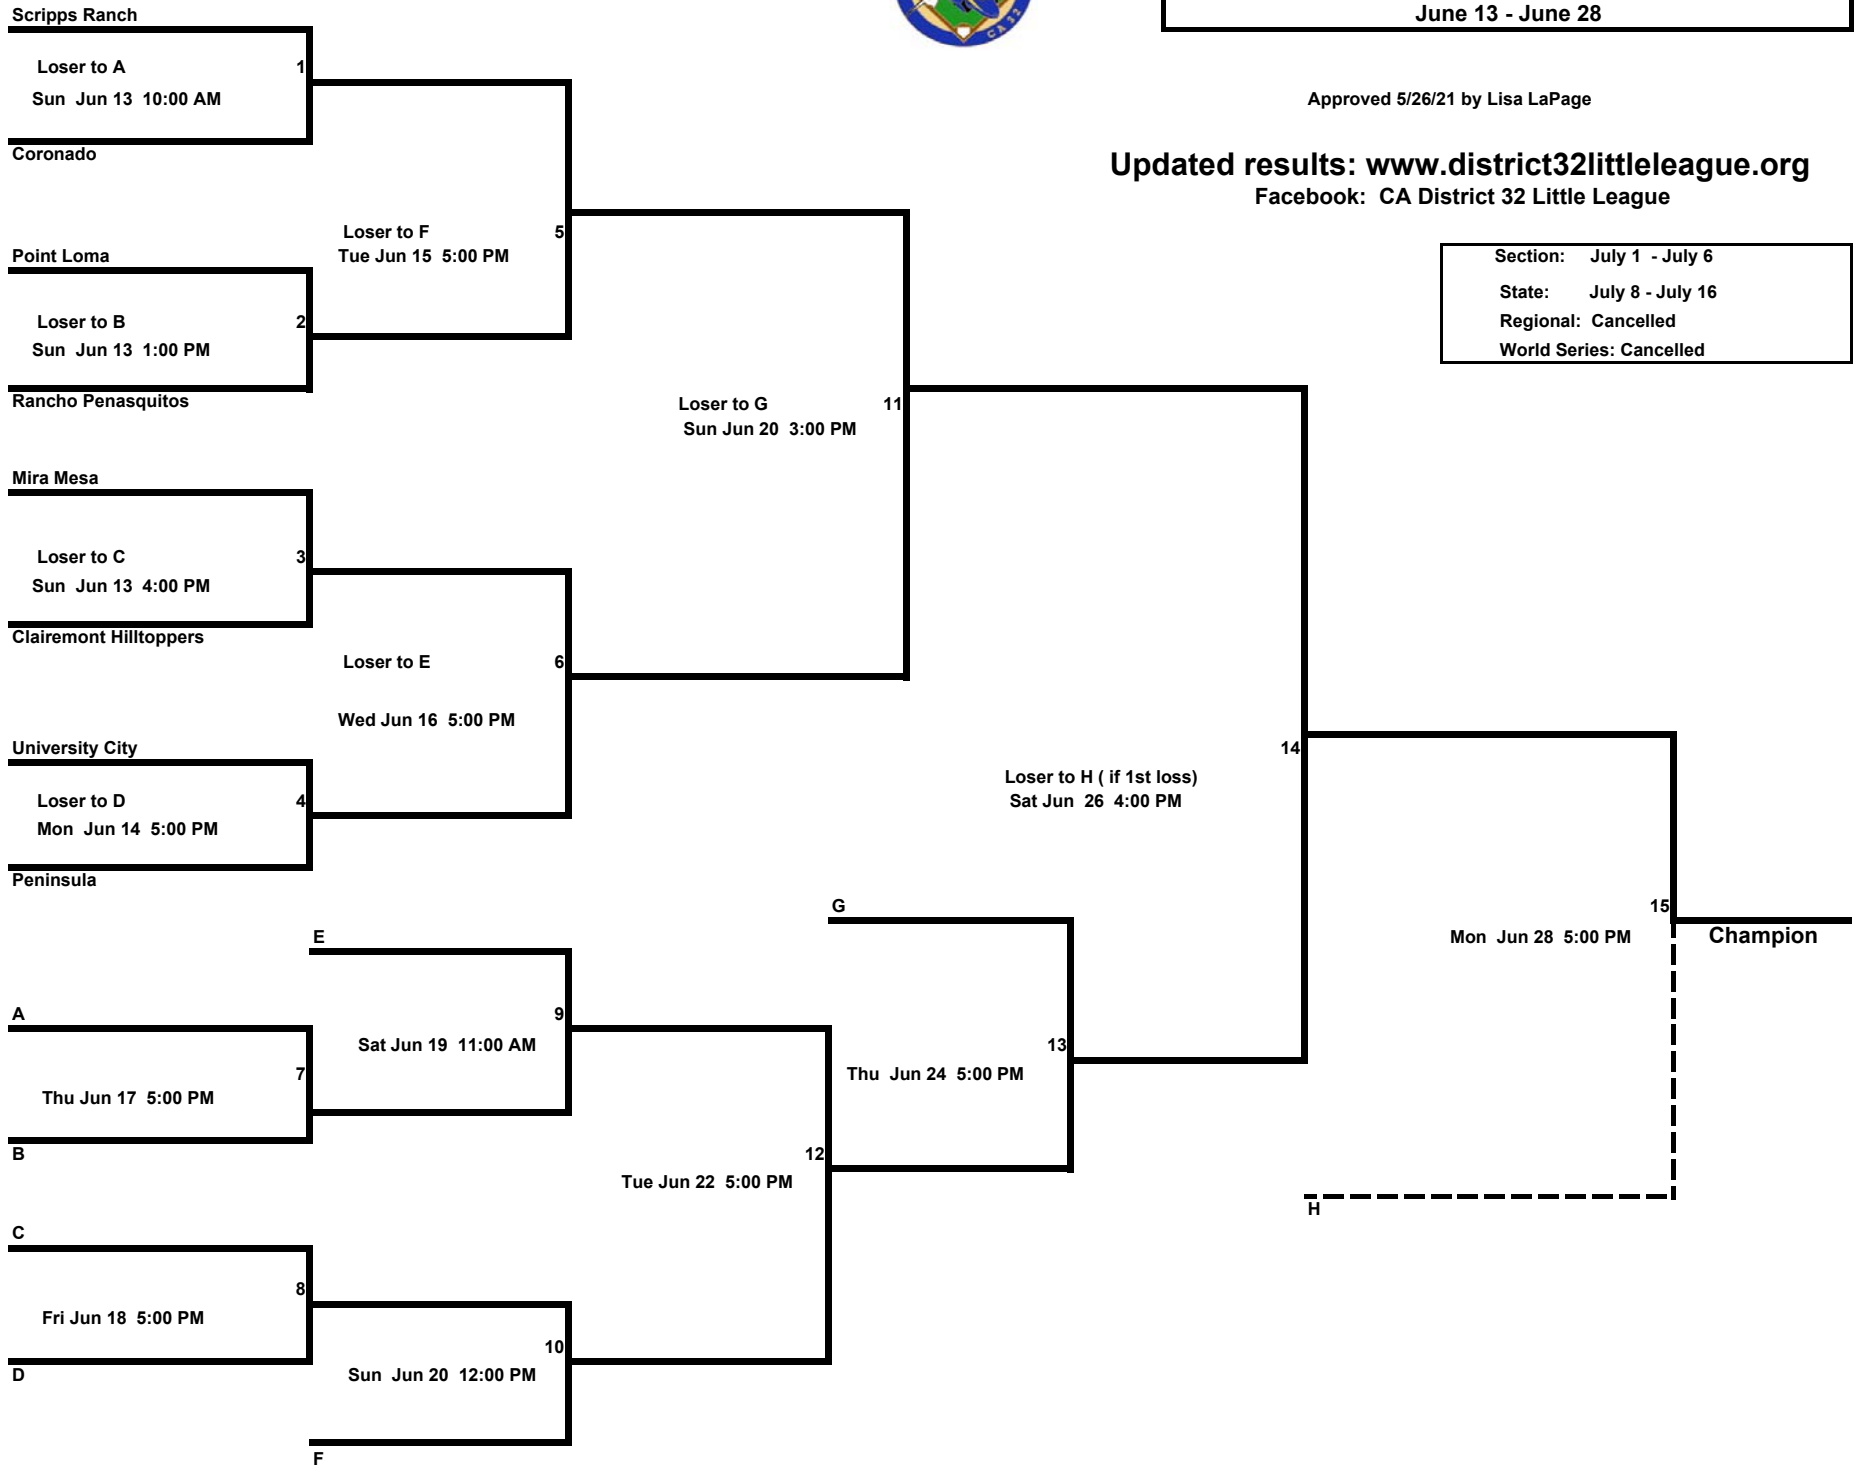 CA 32
June 13 - June 28
Approved 5/26/21 by Lisa LaPage
Updated results: www.district32littleleague.org
Facebook: CA District 32 Little League
Section: July 1 - July 6
State: July 8 - July 16
Regional: Cancelled
World Series: Cancelled
Scripps Ranch
Loser to A
1
Sun Jun 13 10:00 AM
Coronado
Loser to F
5
Tue Jun 15 5:00 PM
Point Loma
Loser to B
2
Sun Jun 13 1:00 PM
Rancho Penasquitos
Loser to G
11
Sun Jun 20 3:00 PM
Mira Mesa
Loser to C
3
Sun Jun 13 4:00 PM
Clairemont Hilltoppers
Loser to E
6
Wed Jun 16 5:00 PM
University City
Loser to D
4
Mon Jun 14 5:00 PM
Peninsula
14
Loser to H ( if 1st loss)
Sat Jun 26 4:00 PM
15
Mon Jun 28 5:00 PM
Champion
G
E
A
9
Sat Jun 19 11:00 AM
13
Thu Jun 24 5:00 PM
7
Thu Jun 17 5:00 PM
B
12
Tue Jun 22 5:00 PM
H
C
8
Fri Jun 18 5:00 PM
D
10
Sun Jun 20 12:00 PM
F